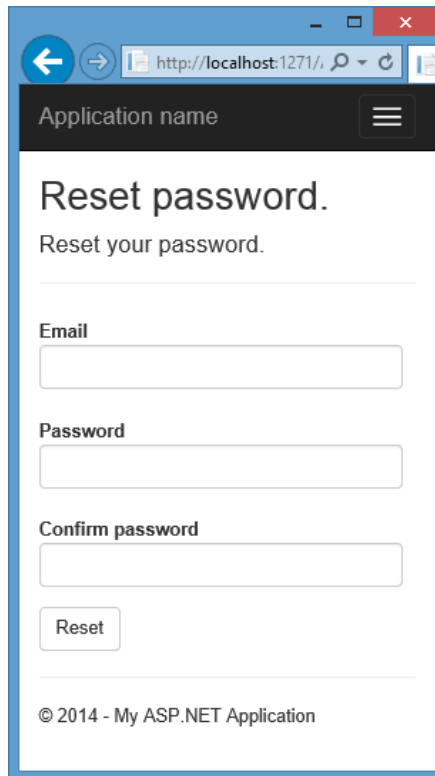 http://localhost:1271/
Application name
Reset password.
Reset your password.
Email
Password
Confirm password
Reset
© 2014 - My ASP.NET Application